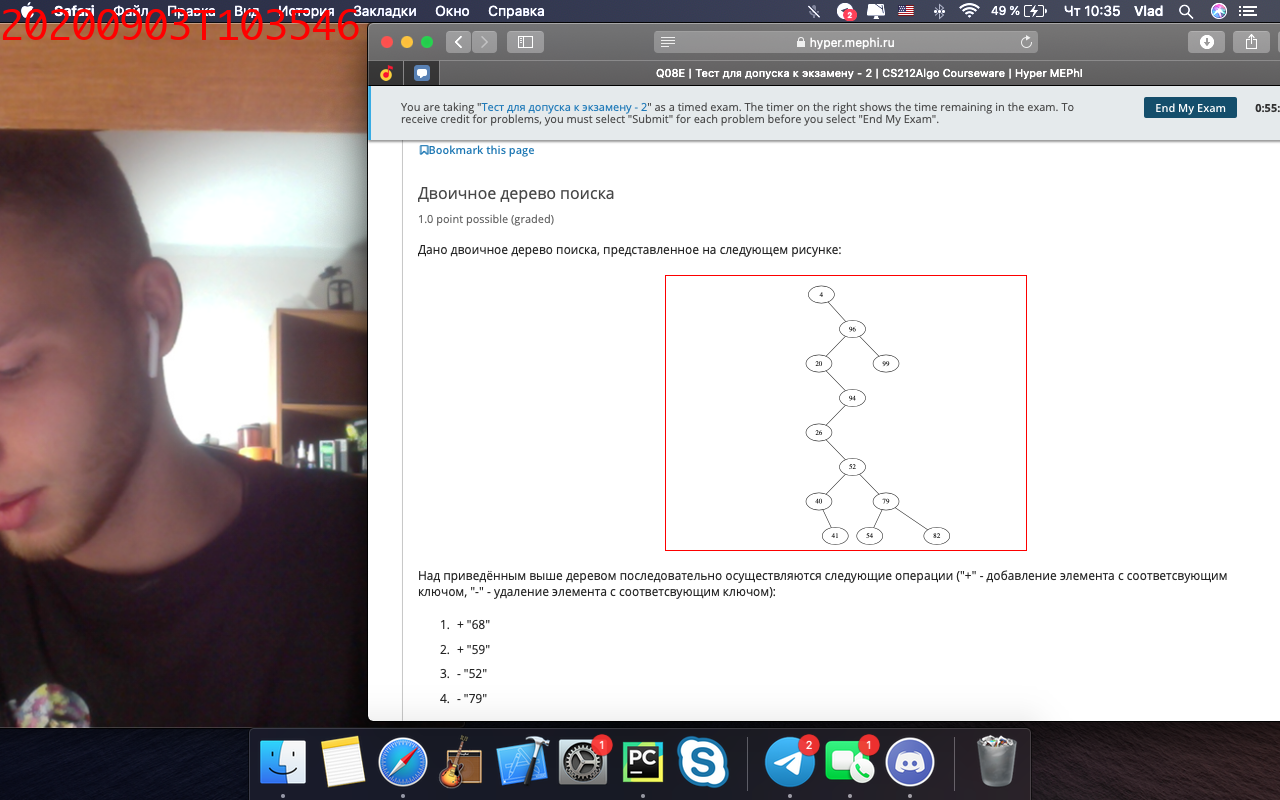 20200903T103546
Safari Файл Правка Вид История Закладки Окно Справка
2
49 %
Чт 10:35 Vlad
hyper.mephi.ru
Q08E | Тест для допуска к экзамену - 2 | CS212Algo Courseware | Hyper MEPhI
You are taking "Тест для допуска к экзамену - 2" as a timed exam. The timer on the right shows the time remaining in the exam. To
receive credit for problems, you must select "Submit" for each problem before you select "End My Exam".
End My Exam
0:55:
Bookmark this page
Двоичное дерево поиска
1.0 point possible (graded)
Дано двоичное дерево поиска, представленное на следующем рисунке:
4
96
20 99
94
26
52
40 79
41 54 82
Над приведённым выше деревом последовательно осуществляются следующие операции ("+" - добавление элемента с соответсвующим
ключом, "-" - удаление элемента с соответсвующим ключом):
1. + "68"
2. + "59"
3. - "52"
4. - "79"
1
PC
2
1